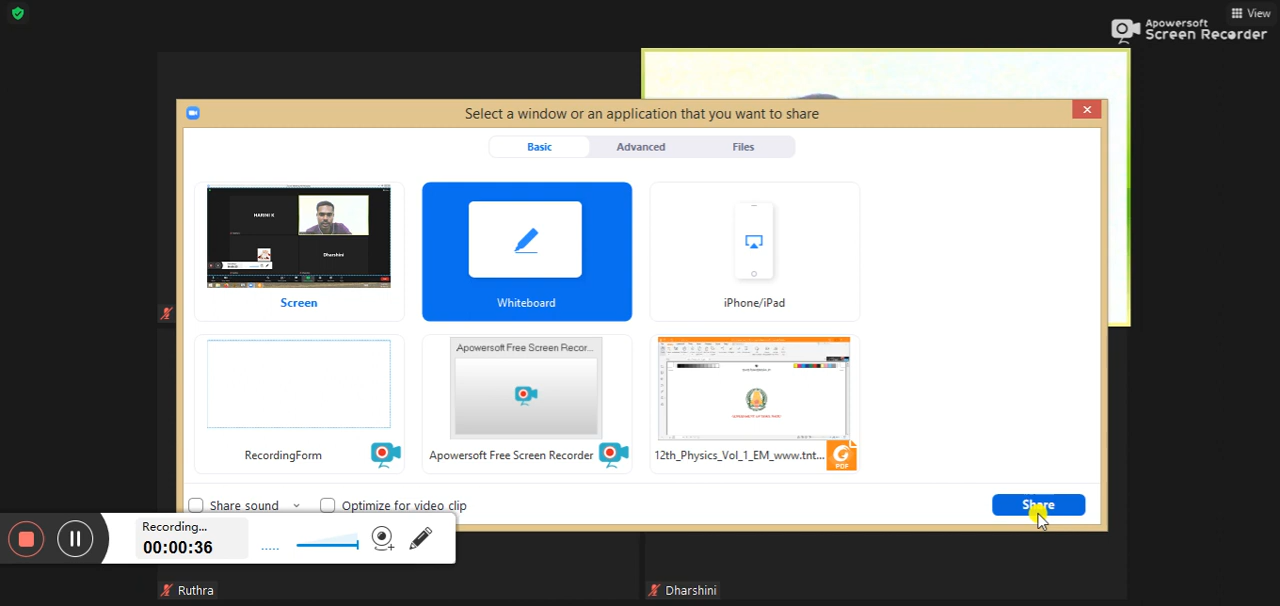 View
Apowersoft
Screen Recorder
Select a window or an application that you want to share
Basic
Advanced
Files
HARINI K
Dharshini
Screen
Whiteboard
iPhone/iPad
Apowersoft Free Screen Recor...
RecordingForm
Apowersoft Free Screen Recorder
12th_Physics_Vol_1_EM_www.tnt...
PDF
Share sound
Optimize for video clip
Share
Recording...
00:00:36
Ruthra
Dharshini